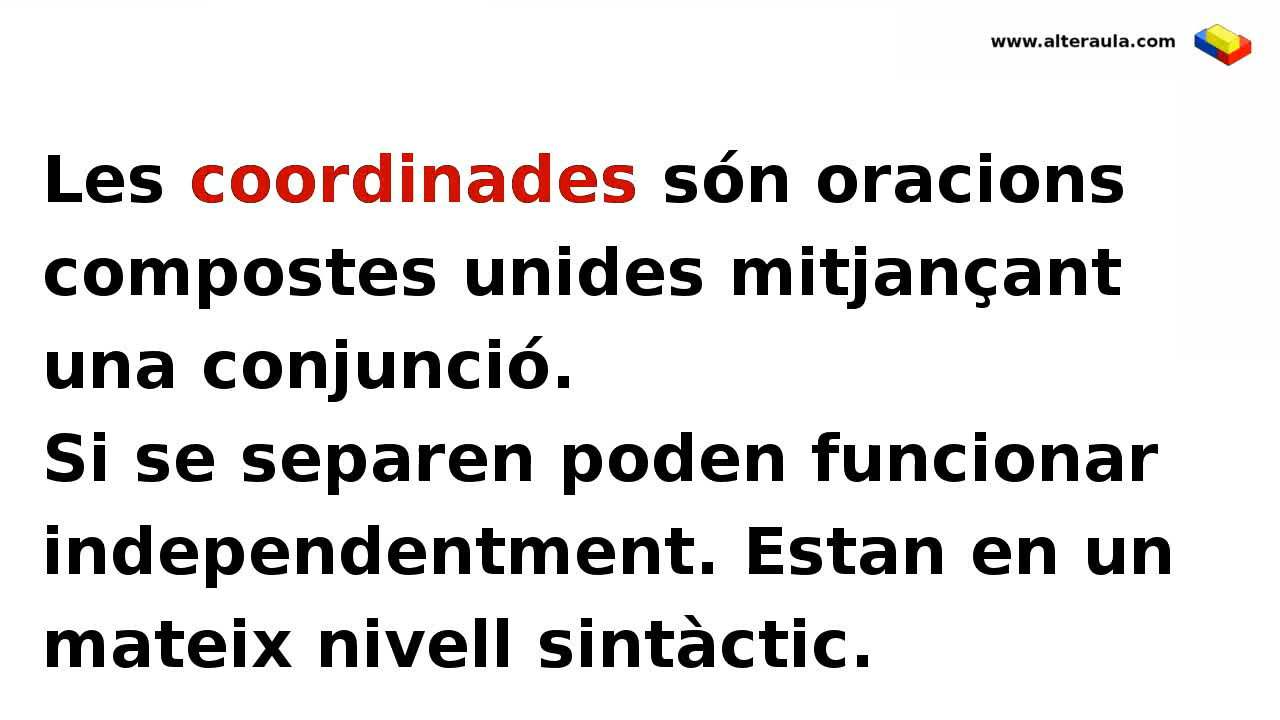 www.alteraula.com
Les coordinades són oracions
compostes unides mitjançant
una conjunció.
Si se separen poden funcionar
independentment. Estan en un
mateix nivell sintàctic.